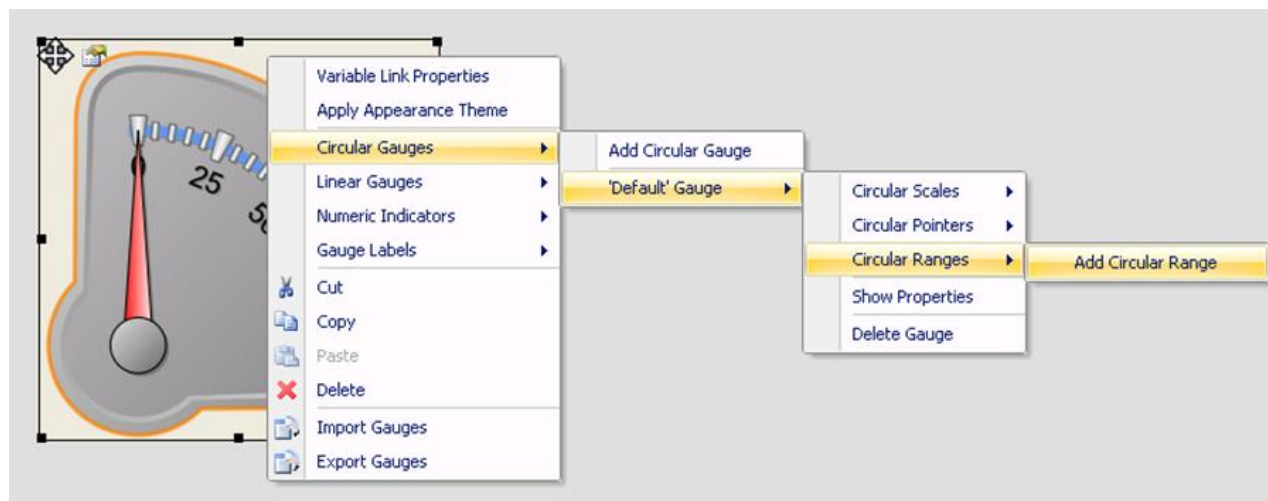 Variable Link Properties
Apply Appearance Theme
Circular Gauges
Linear Gauges
Numeric Indicators
Gauge Labels
Cut
Copy
Paste
Delete
Import Gauges
Export Gauges
Add Circular Gauge
'Default' Gauge
Circular Scales
Circular Pointers
Circular Ranges
Show Properties
Delete Gauge
Add Circular Range
0
25